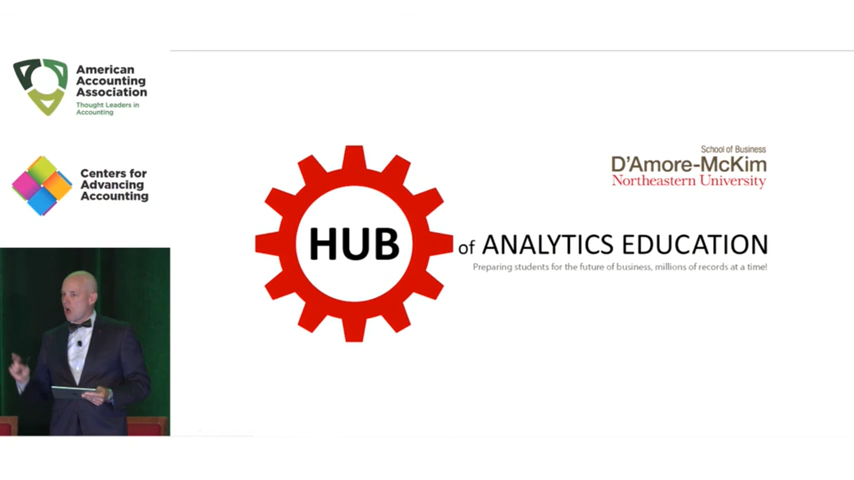 American
Accounting
Association
Thought Leaders in
Accounting
Centers for
Advancing
Accounting
School of Business
D'Amore-McKim
Northeastern University
HUB of ANALYTICS EDUCATION
Preparing students for the future of business, millions of records at a time!